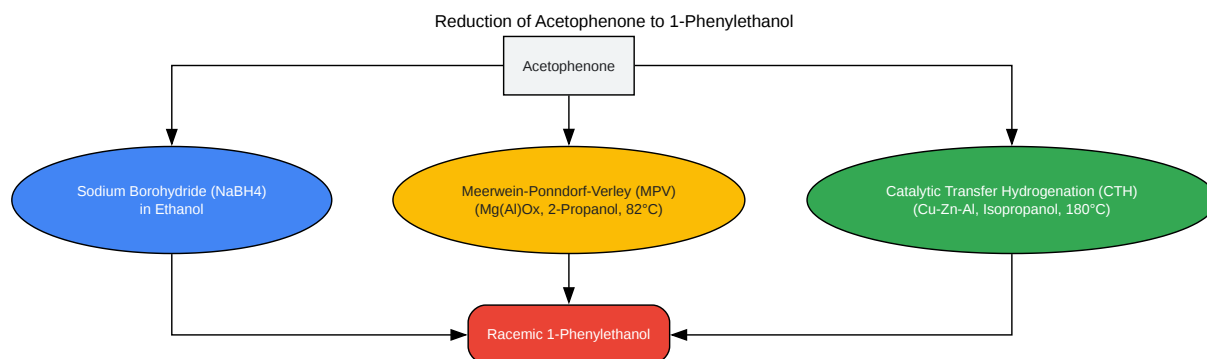 Reduction of Acetophenone to 1-Phenylethanol
Acetophenone
Sodium Borohydride (NaBH4)
in Ethanol
Meerwein-Ponndorf-Verley (MPV)
(Mg(Al)Ox, 2-Propanol, 82°C)
Catalytic Transfer Hydrogenation (CTH)
(Cu-Zn-Al, Isopropanol, 180°C)
Racemic 1-Phenylethanol